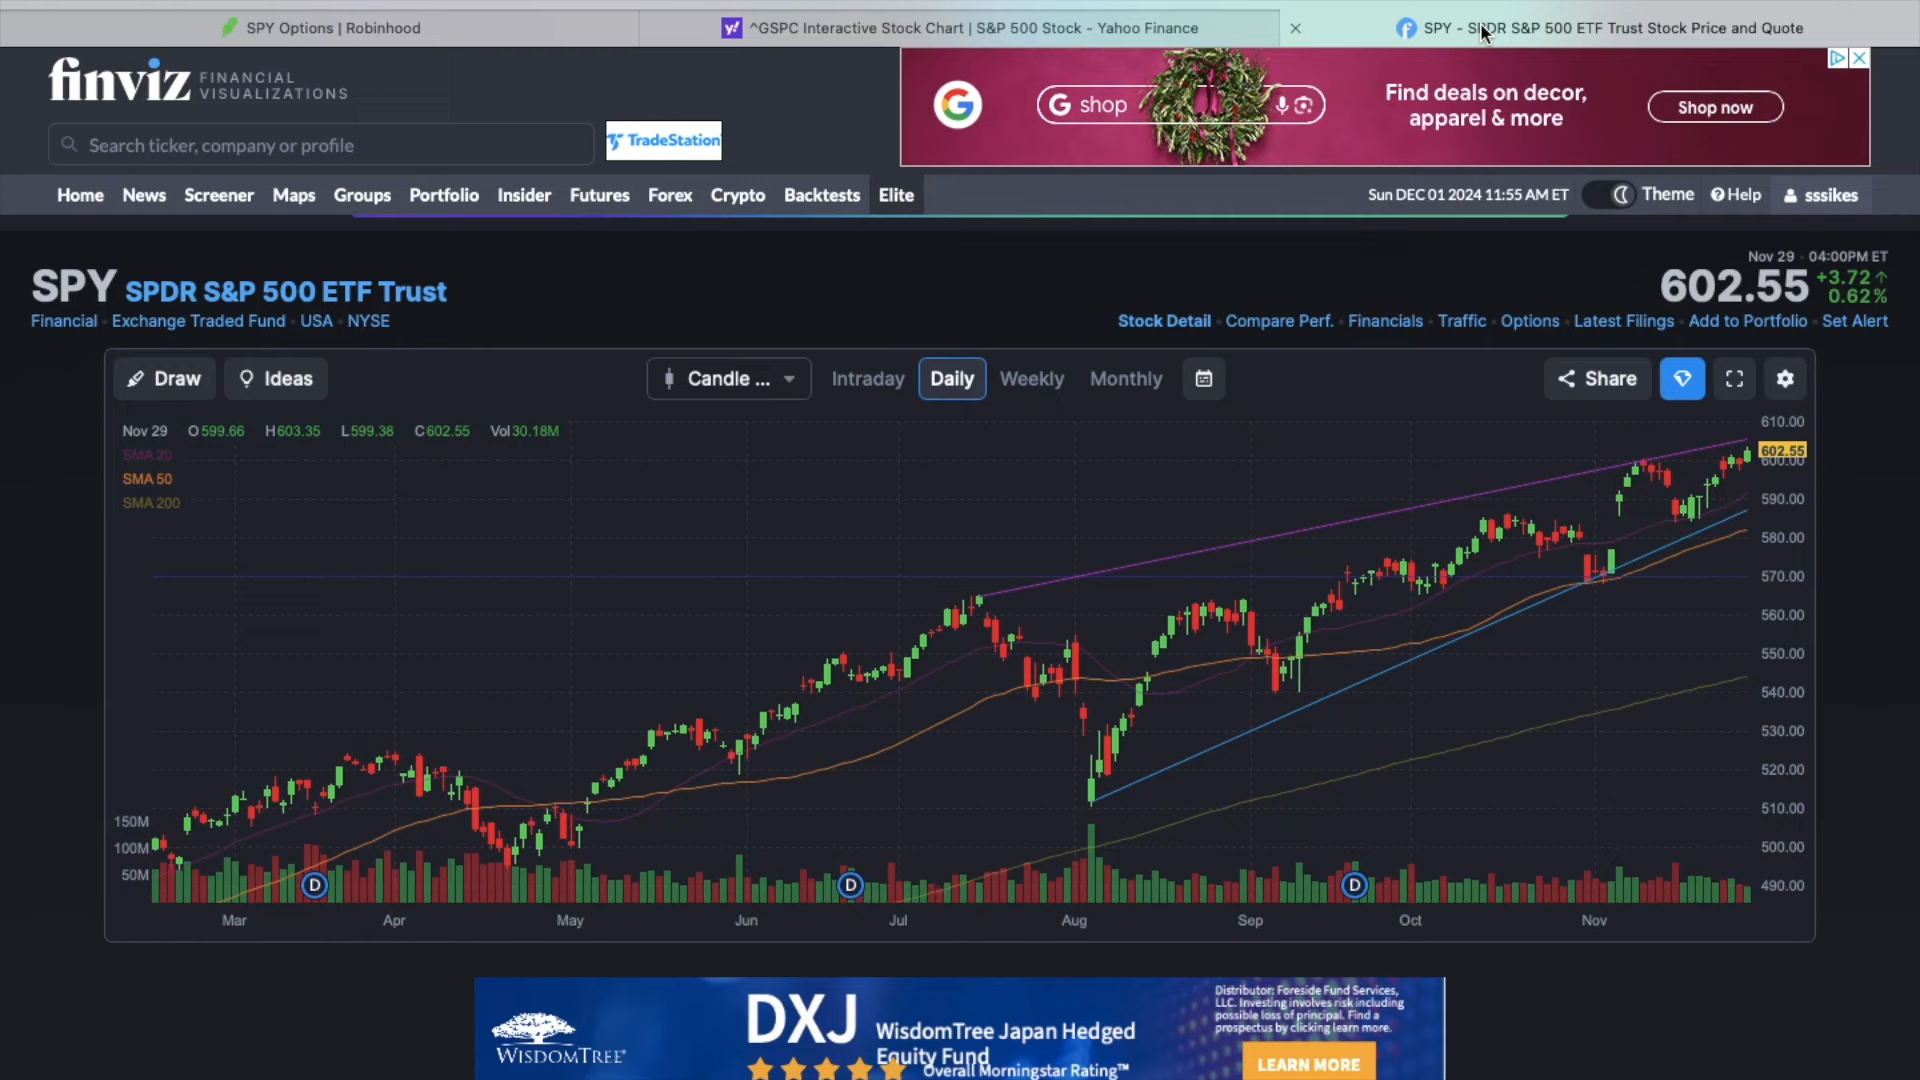 SPY Options | Robinhood
^GSPC Interactive Stock Chart | S&P 500 Stock - Yahoo Finance
SPY - SPDR S&P 500 ETF Trust Stock Price and Quote
finviz FINANCIAL VISUALIZATIONS
G shop
Find deals on decor,
apparel & more
Shop now
Search ticker, company or profile
TradeStation
Home News Screener Maps Groups Portfolio Insider Futures Forex Crypto Backtests Elite
Sun DEC 01 2024 11:55 AM ET Theme Help sssikes
Nov 29 · 04:00PM ET
SPY SPDR S&P 500 ETF Trust
602.55 +3.72
0.62%
Financial · Exchange Traded Fund · USA · NYSE
Stock Detail · Compare Perf. · Financials · Traffic · Options · Latest Filings · Add to Portfolio · Set Alert
Draw Ideas Candle ... Intraday Daily Weekly Monthly Share
Nov 29 O599.66 H603.35 L599.38 C602.55 Vol30.18M
SMA 20
SMA 50
SMA 200
610.00
602.55
600.00
590.00
580.00
570.00
560.00
550.00
540.00
530.00
520.00
510.00
500.00
490.00
150M
100M
50M
D D D
Mar Apr May Jun Jul Aug Sep Oct Nov
WISDOMTREE®
DXJ WisdomTree Japan Hedged
Equity Fund
Overall Morningstar Rating™
Distributor: Foreside Fund Services,
LLC. Investing involves risk including
possible loss of principal. Find a
prospectus by clicking learn more.
LEARN MORE